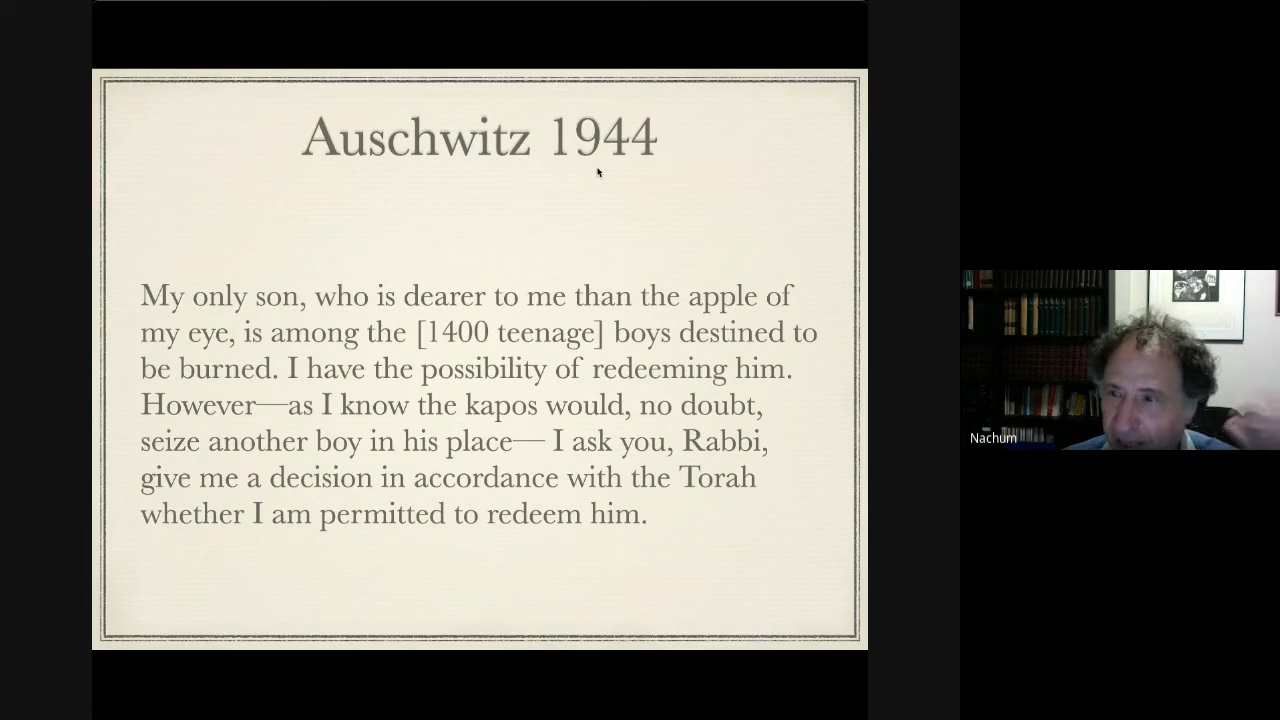 Auschwitz 1944
My only son, who is dearer to me than the apple of
my eye, is among the [1400 teenage] boys destined to
be burned. I have the possibility of redeeming him.
However—as I know the kapos would, no doubt,
seize another boy in his place— I ask you, Rabbi,
give me a decision in accordance with the Torah
whether I am permitted to redeem him.
Nachum